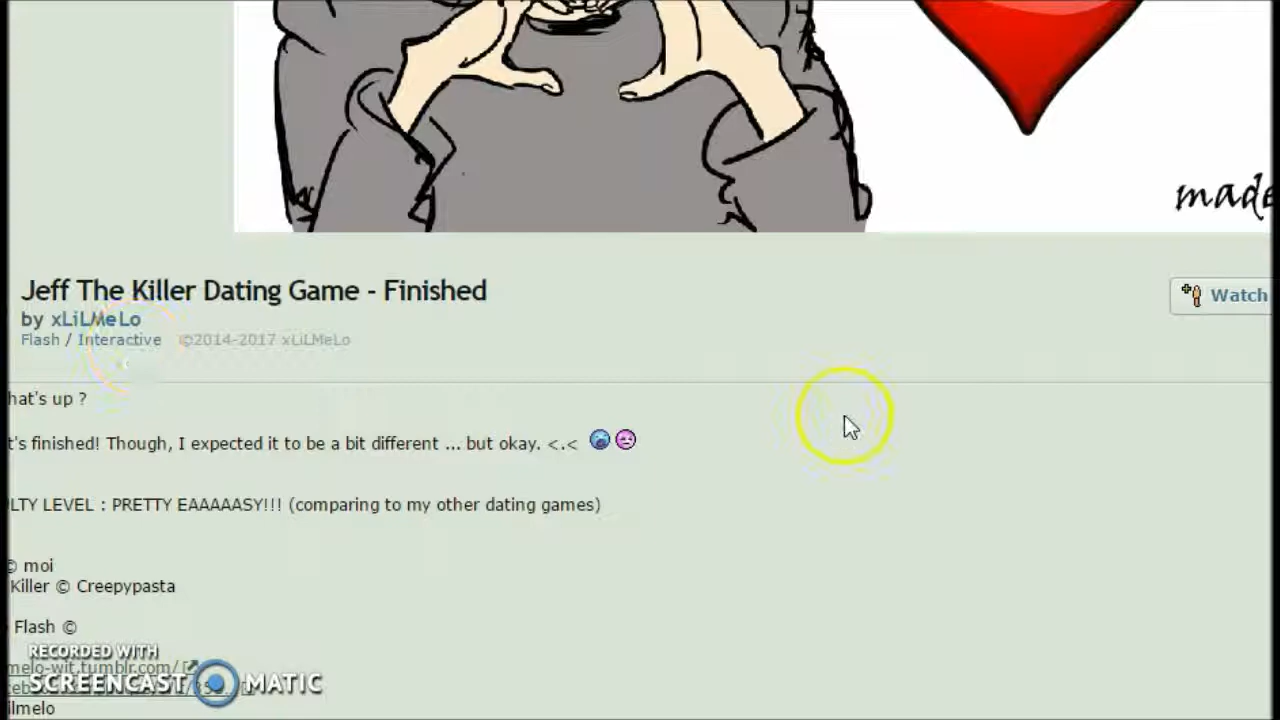 made
Jeff The Killer Dating Game - Finished
Watch
by xLiLMeLo
Flash / Interactive ©2014-2017 xLiLMeLo
hat's up ?
t's finished! Though, I expected it to be a bit different ... but okay. <.<
LTY LEVEL : PRETTY EAAAAASY!!! (comparing to my other dating games)
© moi
Killer © Creepypasta
Flash ©
RECORDED WITH
melo-wit.tumblr.com/
SCREENCAST MATIC
ilmelo